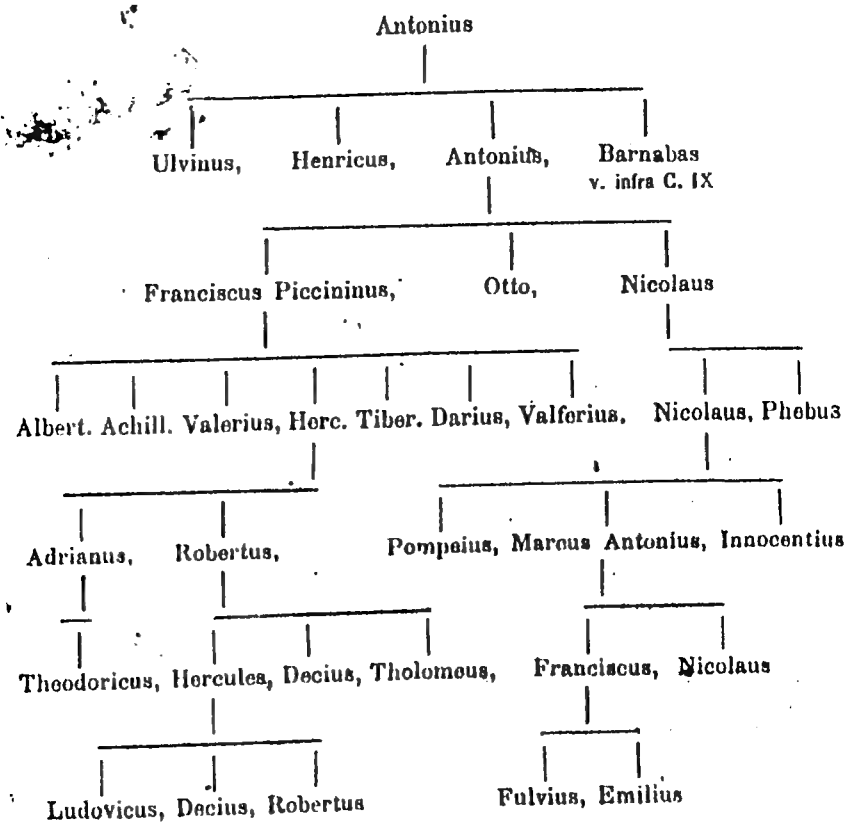 Antonius
Ulvinus, Henricus, Antonius, Barnabas
v. infra C. IX
Franciscus Piccininus, Otto, Nicolaus
Albert. Achill. Valerius, Herc. Tiber. Darius, Valferius. Nicolaus, Phebus
Adrianus, Robertus, Pompeius, Marcus Antonius, Innocentius
Theodoricus, Hercules, Decius, Tholomeus, Franciscus, Nicolaus
Ludovicus, Decius, Robertus Fulvius, Emilius